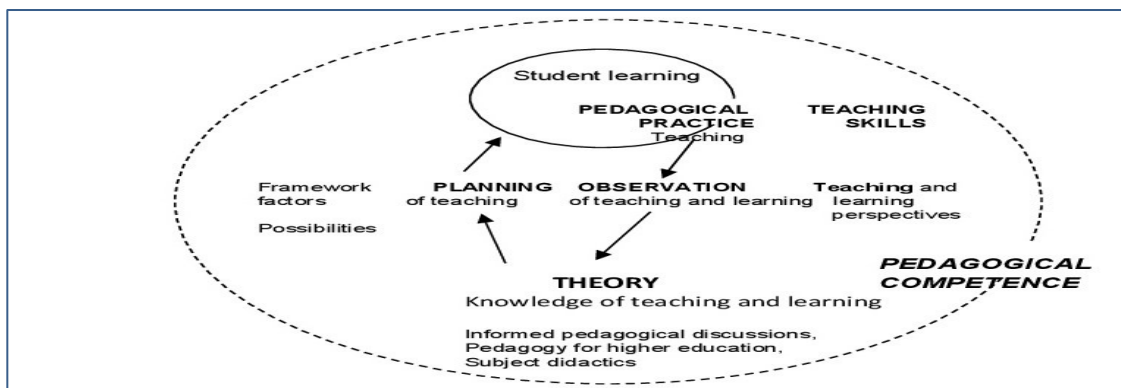 Student learning
PEDAGOGICAL
PRACTICE
Teaching
TEACHING
SKILLS
Framework
factors
Possibilities
PLANNING
of teaching
OBSERVATION
of teaching and learning
Teaching and
learning
perspectives
PEDAGOGICAL
COMPETENCE
THEORY
Knowledge of teaching and learning
Informed pedagogical discussions,
Pedagogy for higher education,
Subject didactics